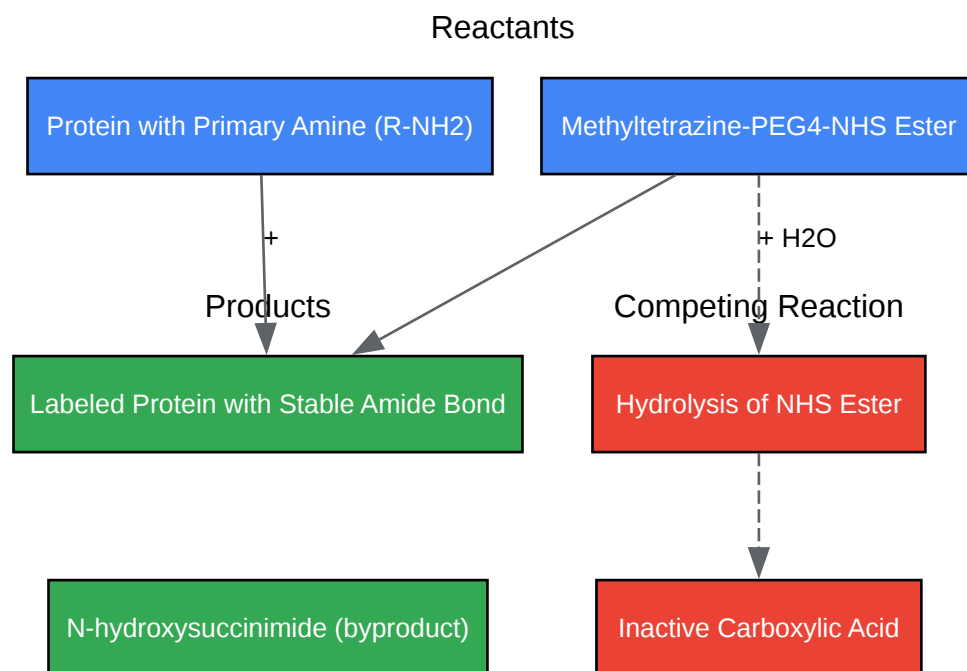 Reactants
Protein with Primary Amine (R-NH2)
Methyltetrazine-PEG4-NHS Ester
+
+ H2O
Products
Competing Reaction
Labeled Protein with Stable Amide Bond
Hydrolysis of NHS Ester
N-hydroxysuccinimide (byproduct)
Inactive Carboxylic Acid